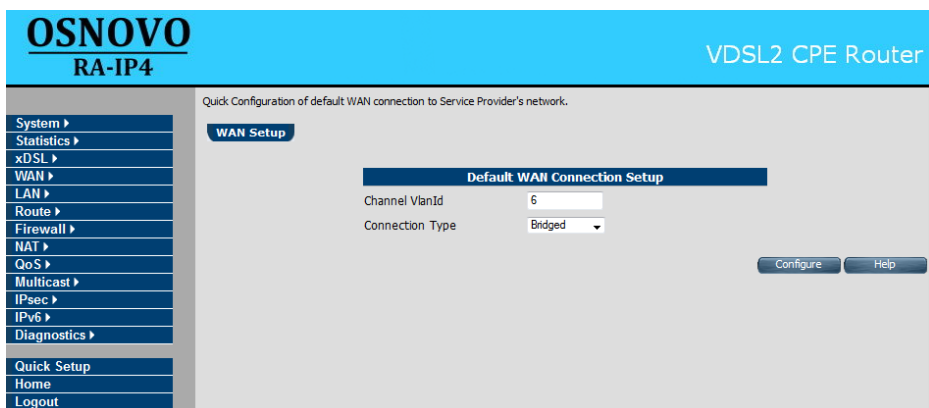 OSNOVO
RA-IP4
VDSL2 CPE Router
Quick Configuration of default WAN connection to Service Provider's network.
System
Statistics
xDSL
WAN
LAN
Route
Firewall
NAT
QoS
Multicast
IPsec
IPv6
Diagnostics
Quick Setup
Home
Logout
WAN Setup
Default WAN Connection Setup
Channel VlanId 6
Connection Type Bridged
Configure Help